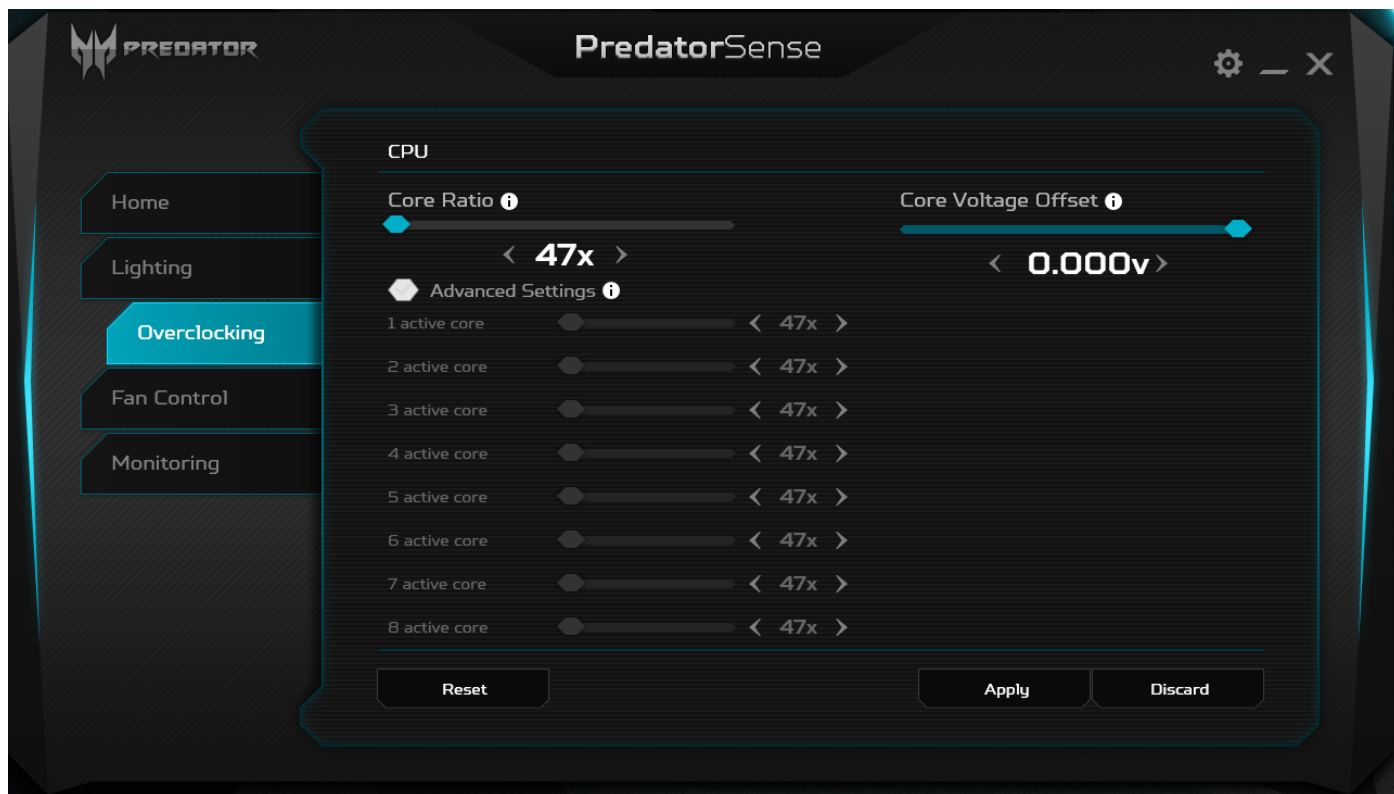 PREDATOR
PredatorSense
Home
Lighting
Overclocking
Fan Control
Monitoring
CPU
Core Ratio
47x
Advanced Settings
1 active core 47x
2 active core 47x
3 active core 47x
4 active core 47x
5 active core 47x
6 active core 47x
7 active core 47x
8 active core 47x
Core Voltage Offset
0.000v
Reset
Apply
Discard